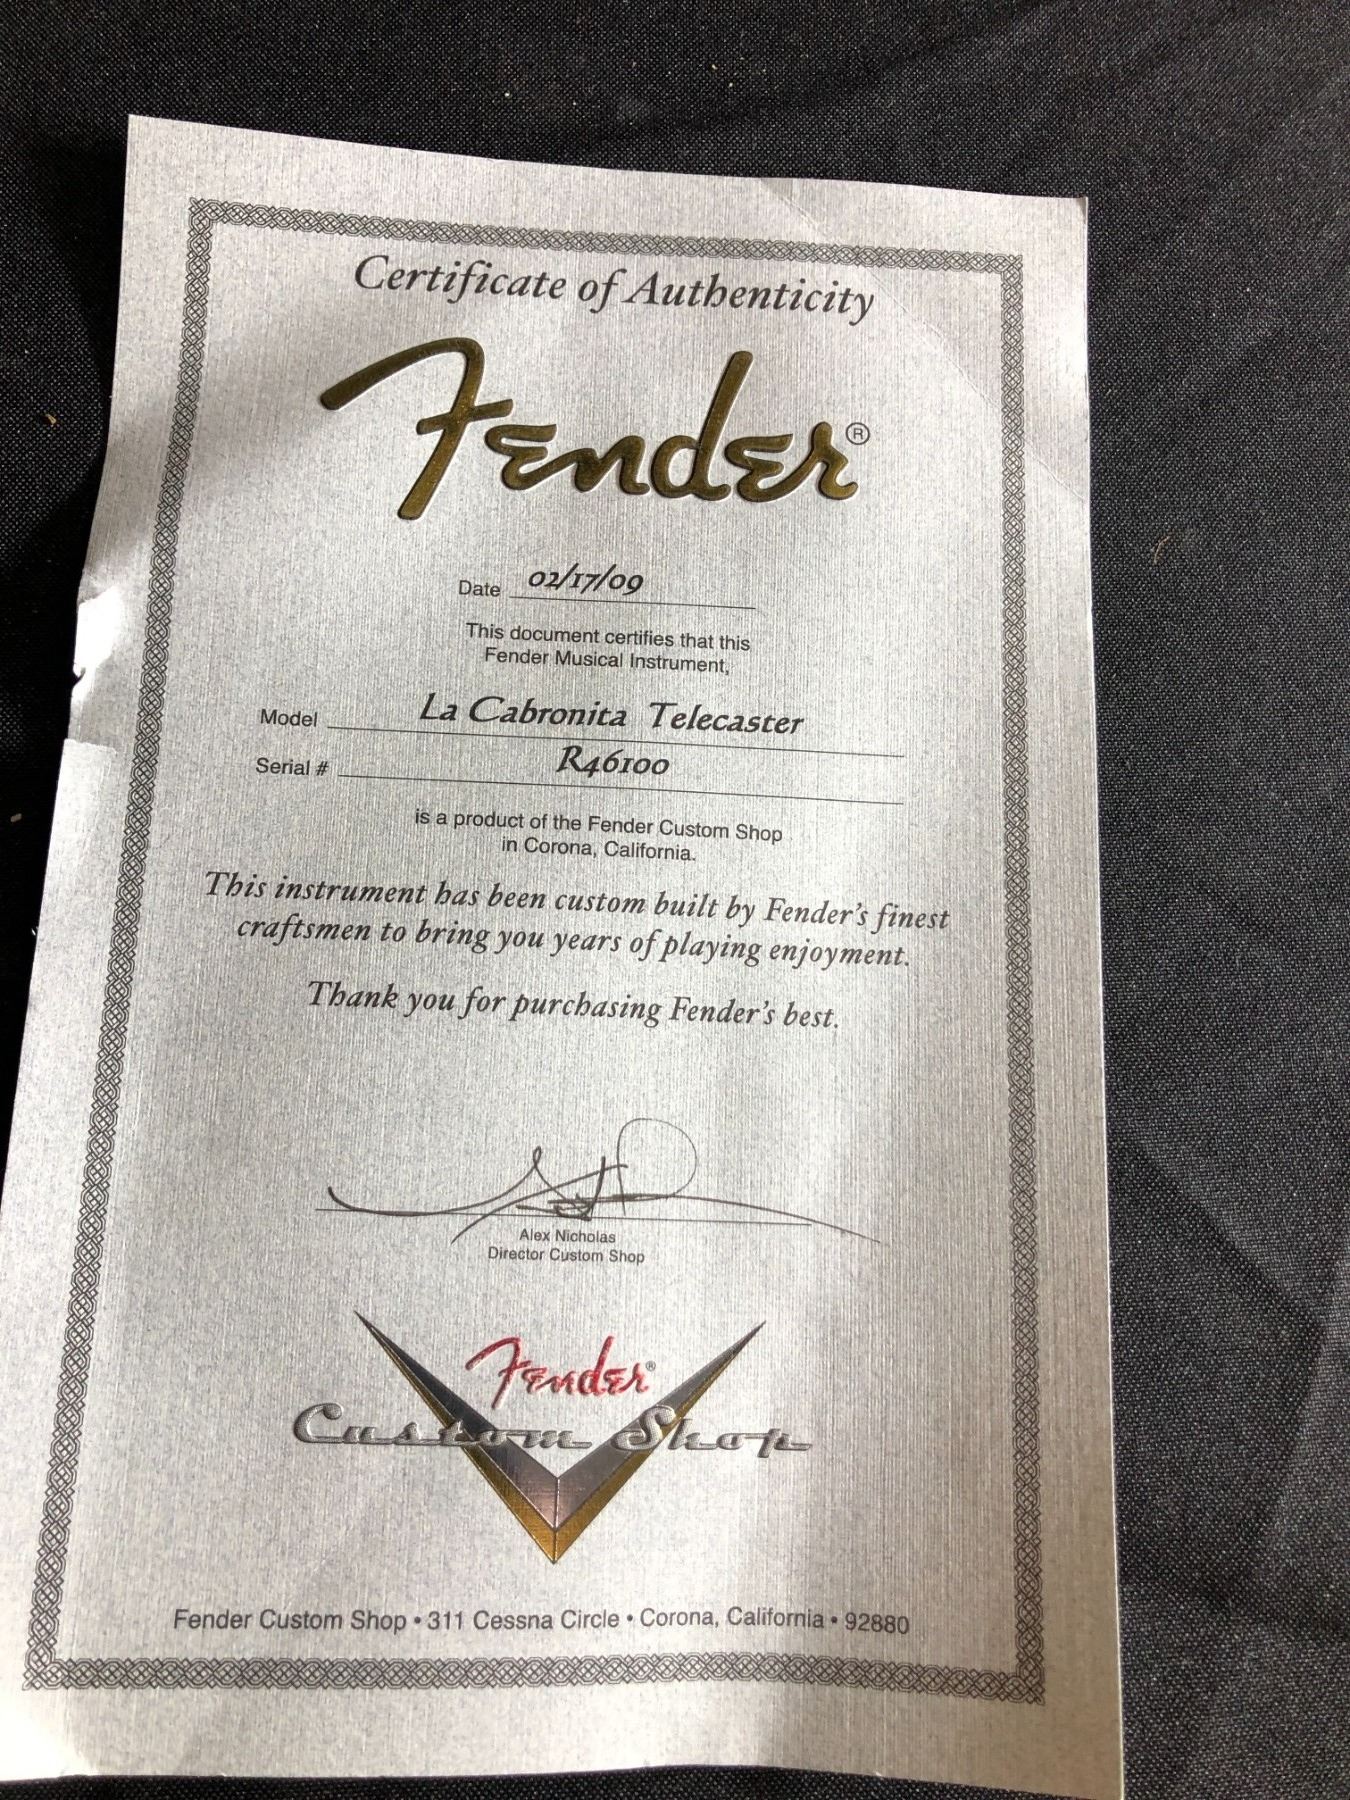 Certificate of Authenticity
Fender®
Date 02/17/09
This document certifies that this
Fender Musical Instrument,
Model La Cabronita Telecaster
Serial # R46100
is a product of the Fender Custom Shop
in Corona, California.
This instrument has been custom built by Fender's finest
craftsmen to bring you years of playing enjoyment.
Thank you for purchasing Fender's best.
Alex Nicholas
Director Custom Shop
Fender®
Custom Shop
Fender Custom Shop • 311 Cessna Circle • Corona, California • 92880